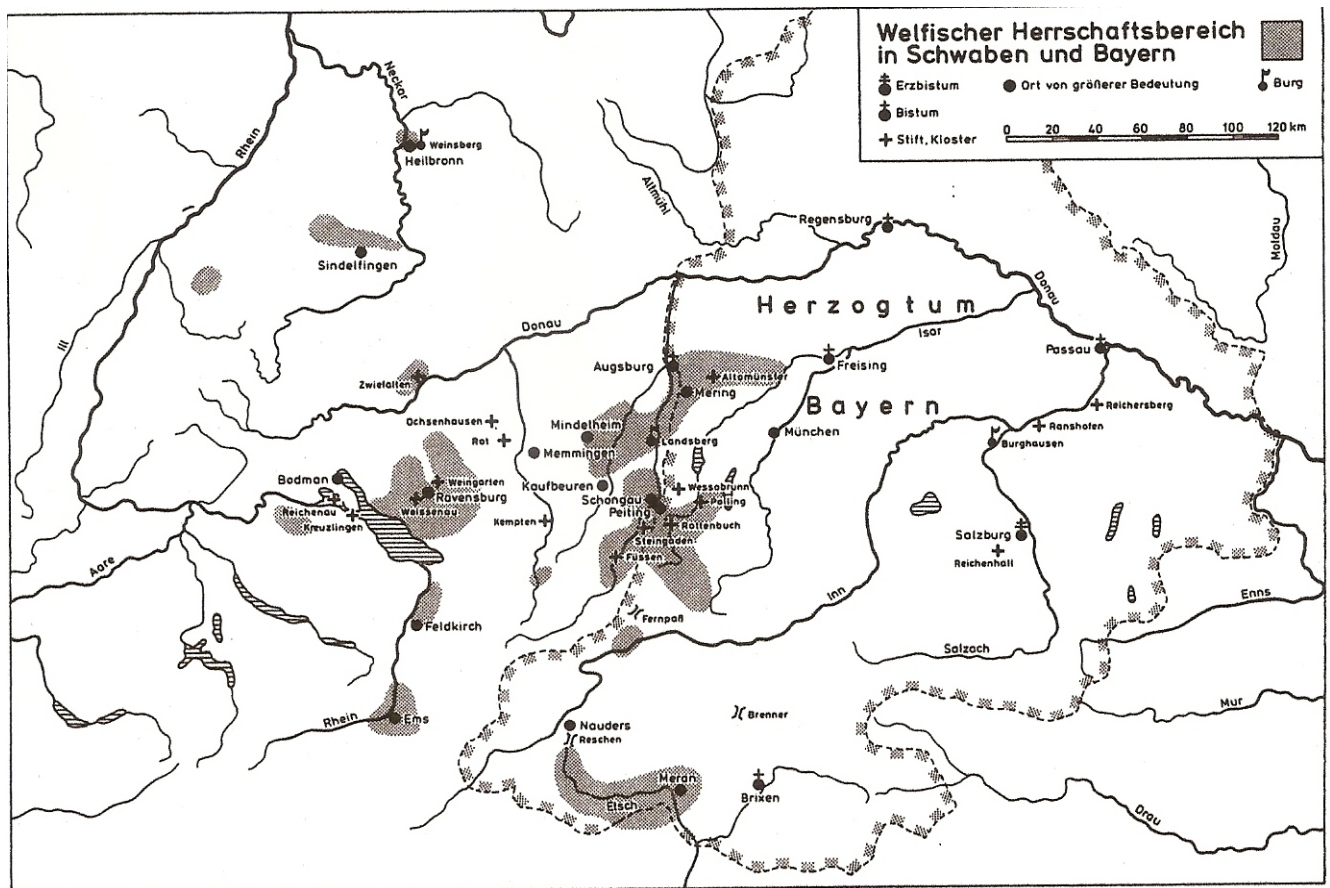 Welfischer Herrschaftsbereich
in Schwaben und Bayern
Erzbistum
Ort von größerer Bedeutung
Burg
Bistum
Stift, Kloster
0 20 40 60 80 100 120 km
Neckar
Rhein
Weinsberg
Heilbronn
Altmühl
Moldau
Regensburg
Sindelfingen
Donau
Herzogtum
Ill
Donau
Isar
Augsburg
Freising
Passau
Zwiefalten
Altomünster
Mering
Bayern
Reichersberg
Ochsenhausen
Mindelheim
München
Ranshofen
Rot
Landsberg
Burghausen
Memmingen
Bodman
Weingarten
Kaufbeuren
Wessobrunn
Ravensburg
Schongau
Polling
Reichenau
Weissenau
Peiting
Kreuzlingen
Kempten
Rottenbuch
Salzburg
Steingaden
Füssen
Reichenhall
Aare
Inn
Enns
Fernpaß
Feldkirch
Salzach
Mur
Rhein
Ems
Nauders
Brenner
Reschen
Meran
Etsch
Brixen
Drau